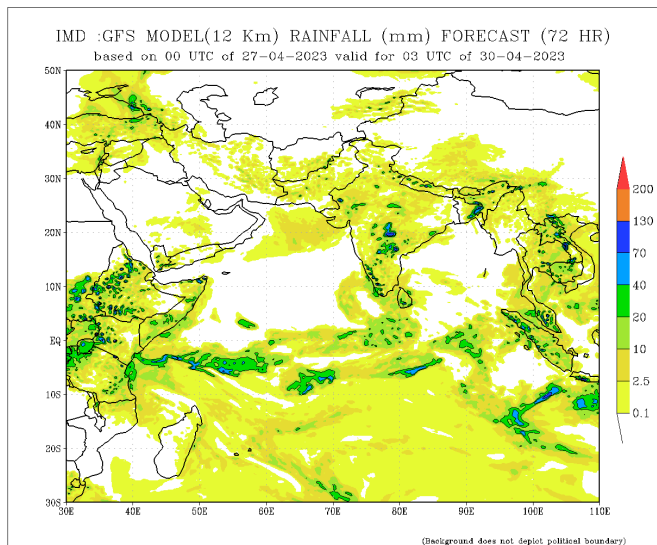 IMD :GFS MODEL(12 Km) RAINFALL (mm) FORECAST (72 HR)
based on 00 UTC of 27-04-2023 valid for 03 UTC of 30-04-2023
50N
40N
30N
20N
10N
EQ
10S
20S
30S
30E 40E 50E 60E 70E 80E 90E 100E 110E
200
130
70
40
20
10
2.5
0.1
(Background does not depict political boundary)